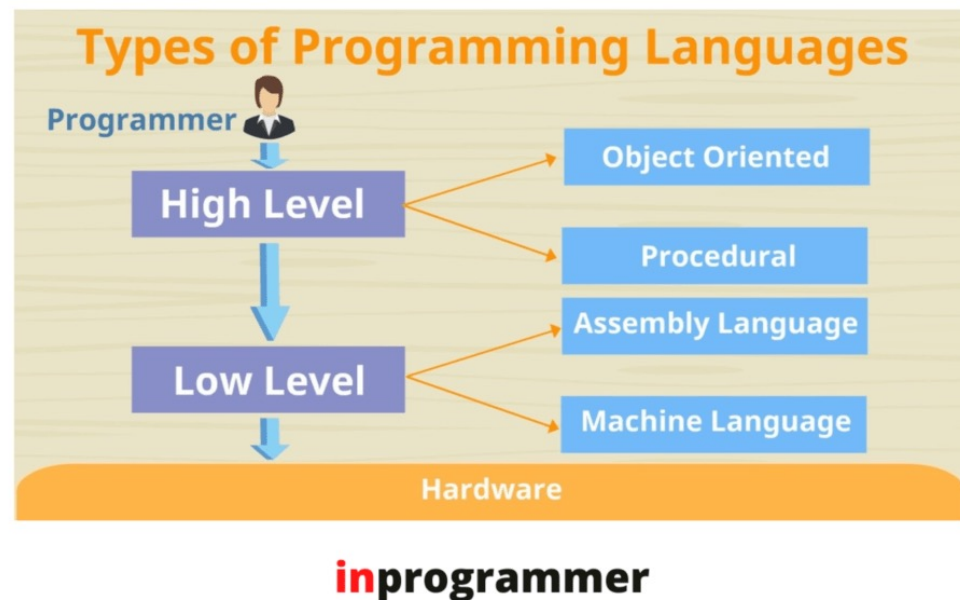 Types of Programming Languages
Programmer
High Level
Object Oriented
Procedural
Low Level
Assembly Language
Machine Language
Hardware
inprogrammer